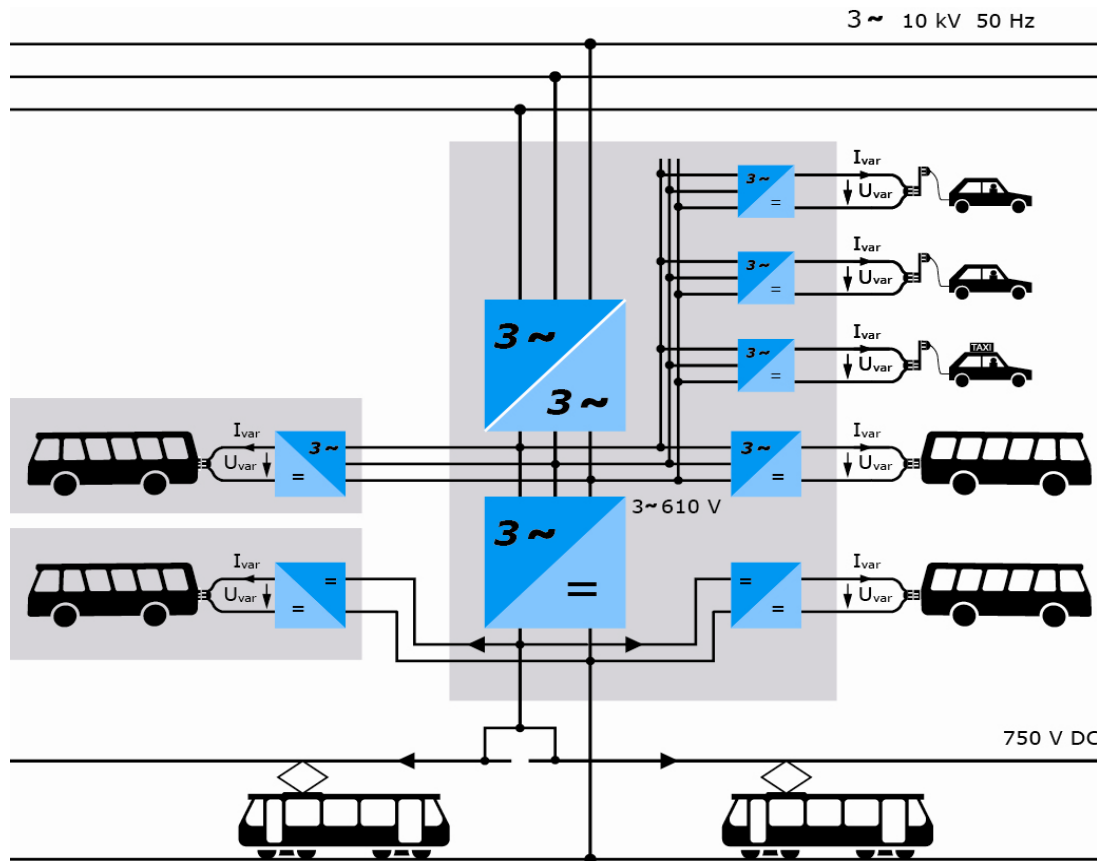 3~ 10 kV 50 Hz
Ivar
Uvar
3~
=
Ivar
Uvar
3~
=
Ivar
Uvar
3~
=
TAXI
3~
3~
Ivar
Uvar
3~
=
3~
=
Ivar
Uvar
3~ 610 V
3~
=
Ivar
Uvar
=
=
=
=
Ivar
Uvar
750 V DC